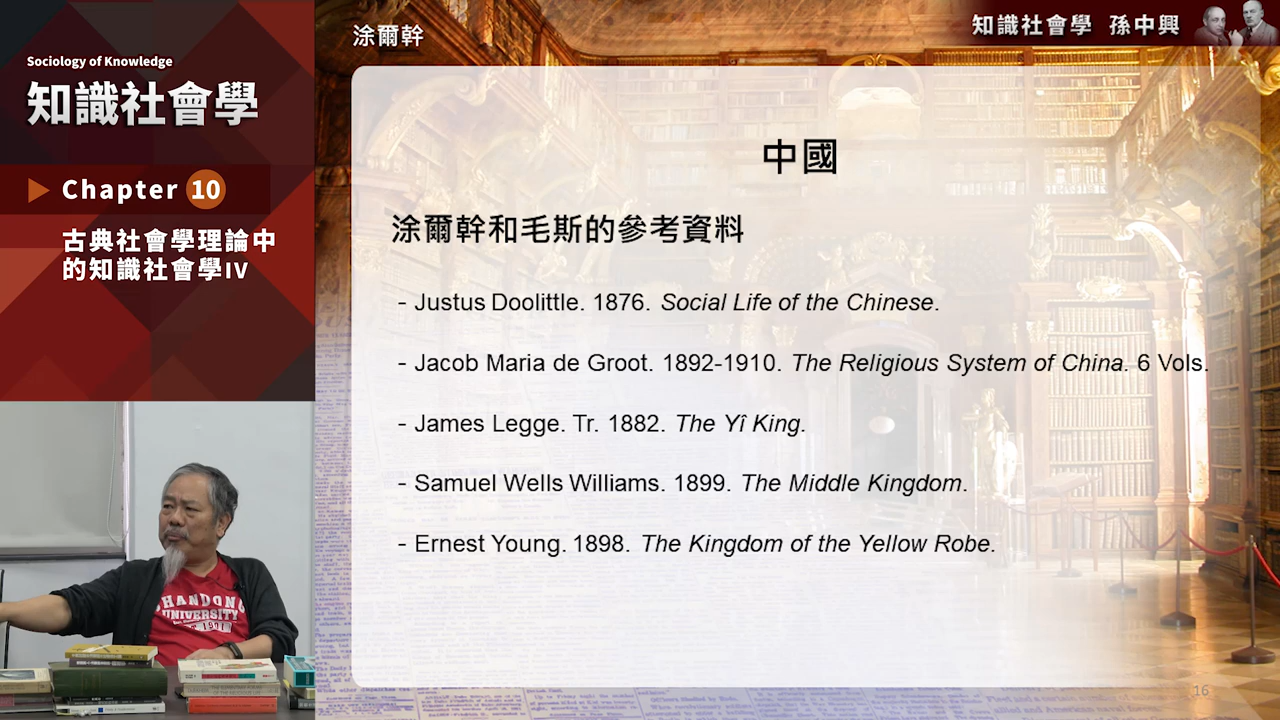 Sociology of Knowledge
知識社會學
Chapter 10
古典社會學理論中
的知識社會學IV
涂爾幹
知識社會學 孫中興
中國
涂爾幹和毛斯的參考資料
- Justus Doolittle. 1876. Social Life of the Chinese.
- Jacob Maria de Groot. 1892-1910. The Religious System of China. 6 Vols.
- James Legge. Tr. 1882. The Yî King.
- Samuel Wells Williams. 1899. The Middle Kingdom.
- Ernest Young. 1898. The Kingdom of the Yellow Robe.
16
HANDONG
UNIVERSITY